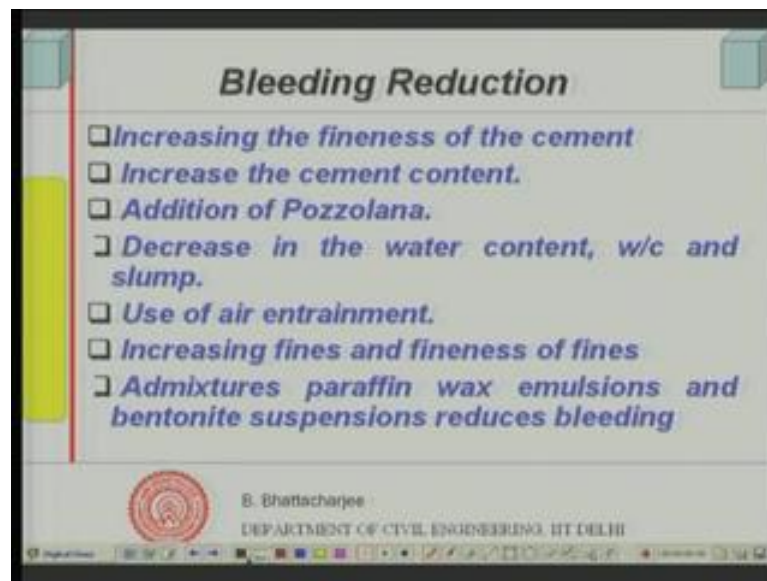 Bleeding Reduction
Increasing the fineness of the cement
Increase the cement content.
Addition of Pozzolana.
Decrease in the water content, w/c and
slump.
Use of air entrainment.
Increasing fines and fineness of fines
Admixtures paraffin wax emulsions and
bentonite suspensions reduces bleeding
B. Bhattacharjee
DEPARTMENT OF CIVIL ENGINEERING, IIT DELHI